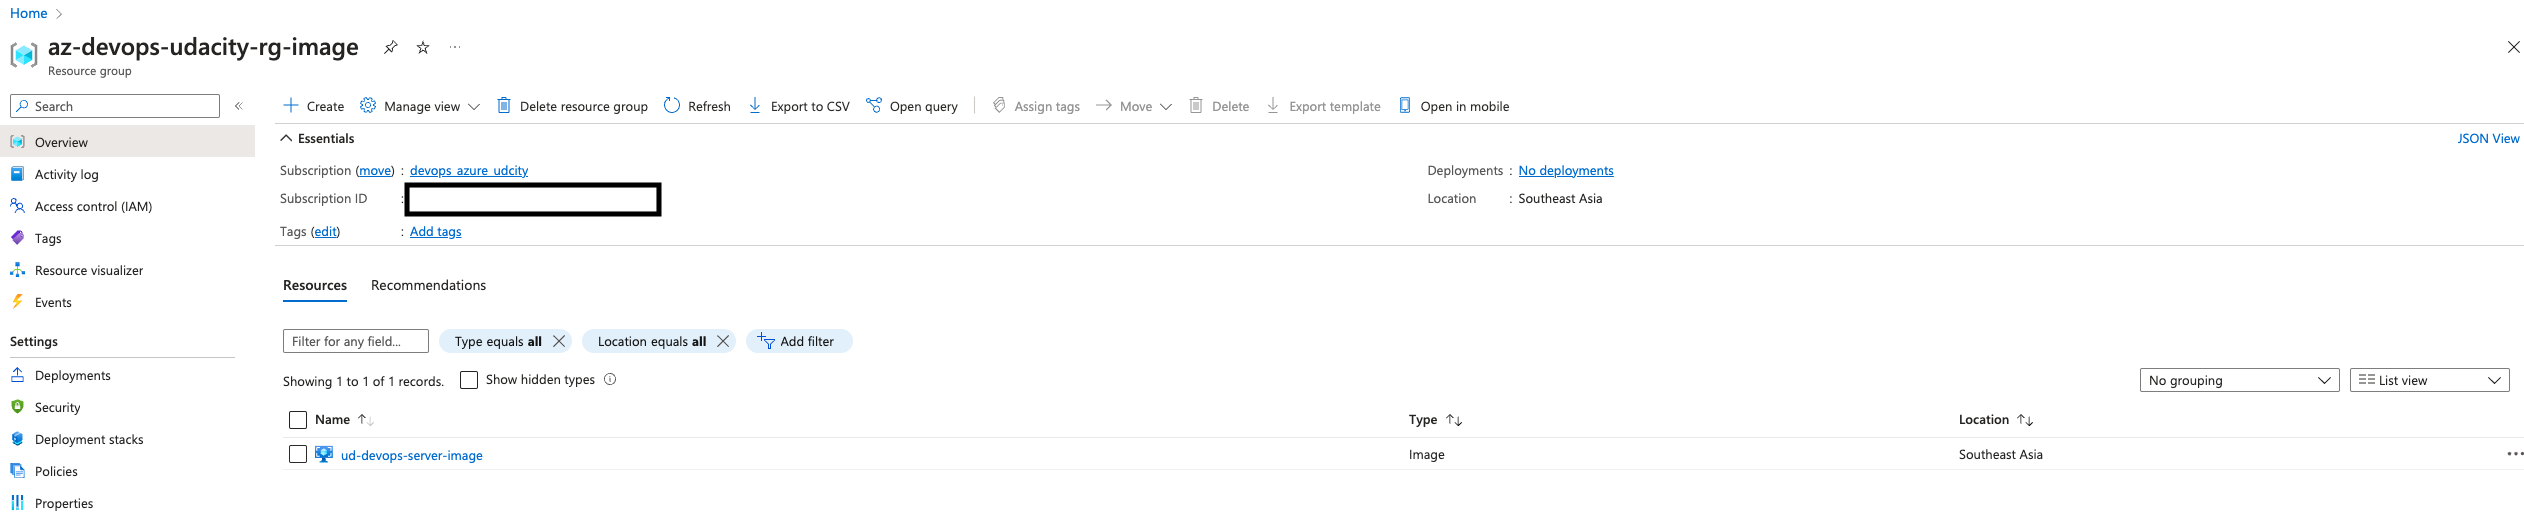 Home
az-devops-udacity-rg-image
Resource group
Search
Overview
Activity log
Access control (IAM)
Tags
Resource visualizer
Events
Settings
Deployments
Security
Deployment stacks
Policies
Properties
Create Manage view Delete resource group Refresh Export to CSV Open query Assign tags Move Delete Export template Open in mobile
Essentials JSON View
Subscription (move) : devops_azure_udcity Deployments : No deployments
Subscription ID : Location : Southeast Asia
Tags (edit) : Add tags
Resources Recommendations
Filter for any field... Type equals all Location equals all Add filter
Showing 1 to 1 of 1 records. Show hidden types No grouping List view
Name Type Location
ud-devops-server-image Image Southeast Asia